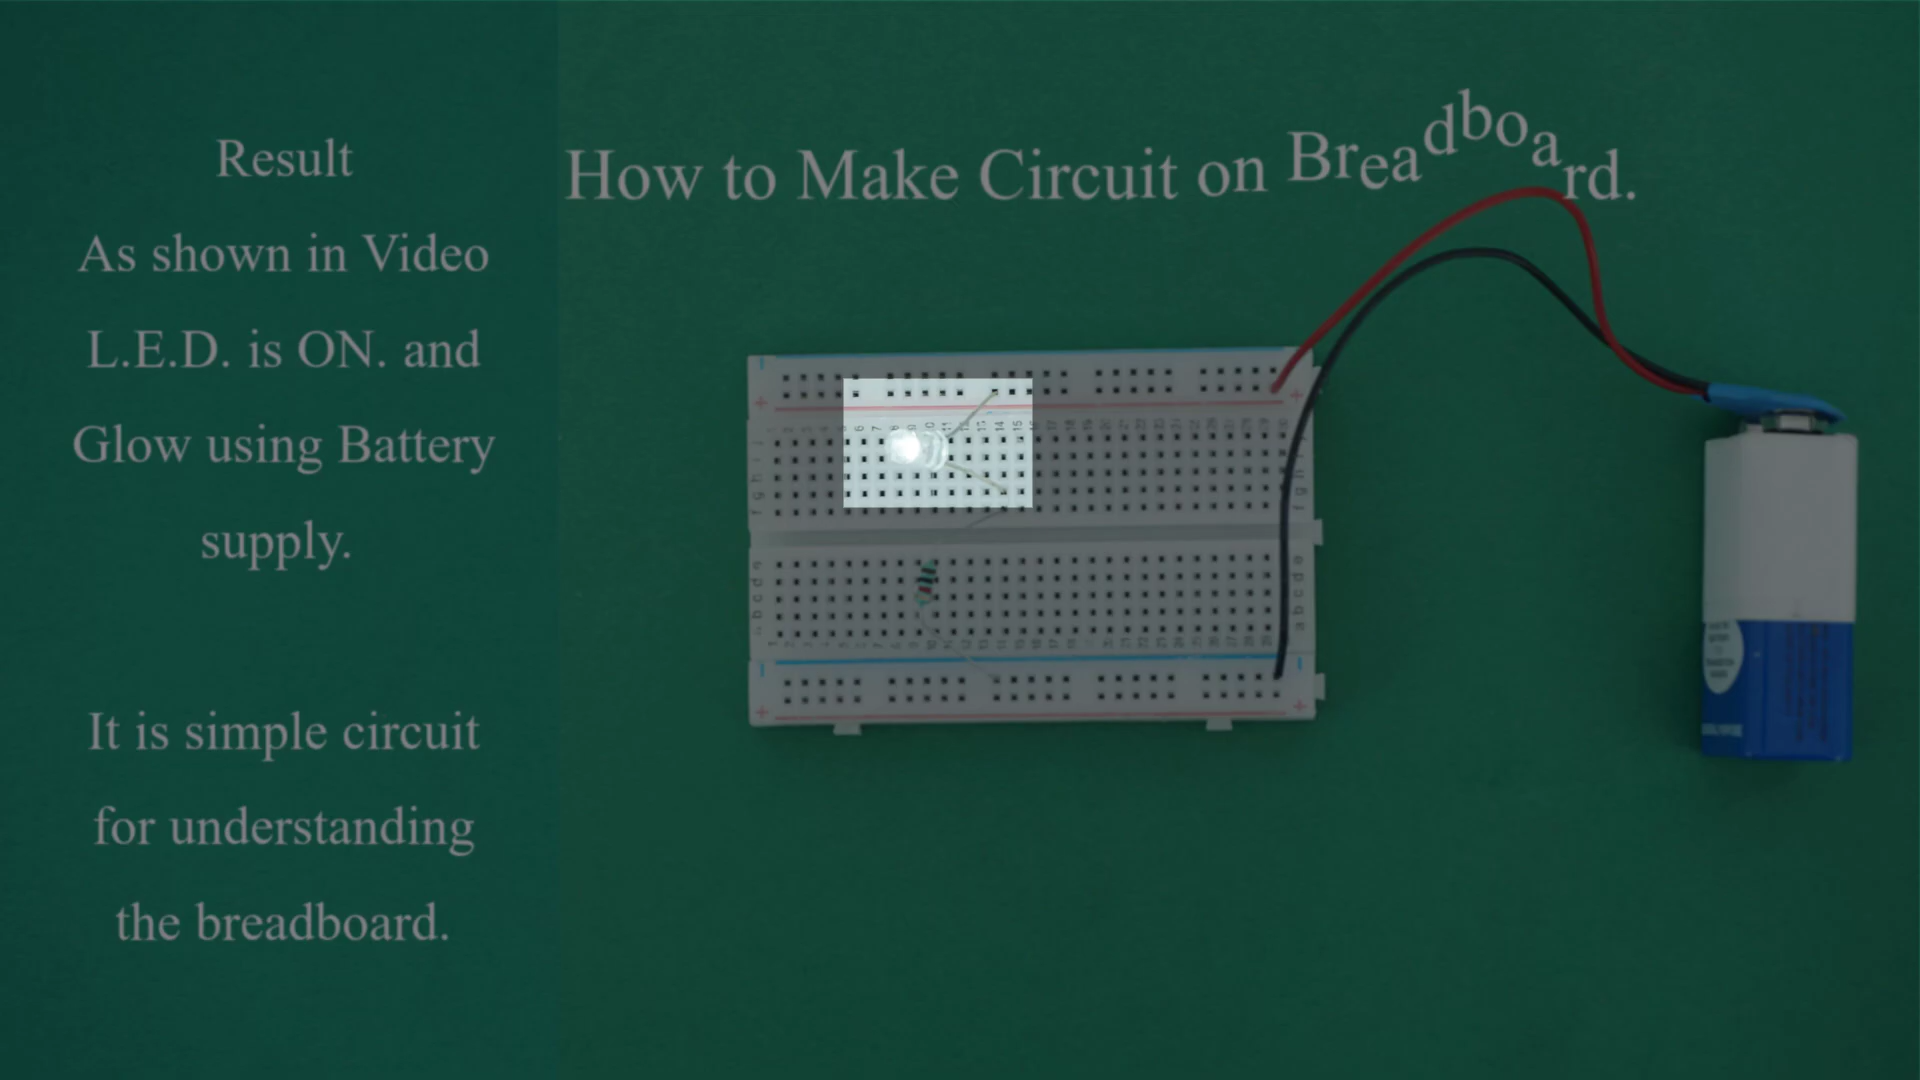 Result
As shown in Video
L.E.D. is ON. and
Glow using Battery
supply.
It is simple circuit
for understanding
the breadboard.
How to Make Circuit on Breadboard.